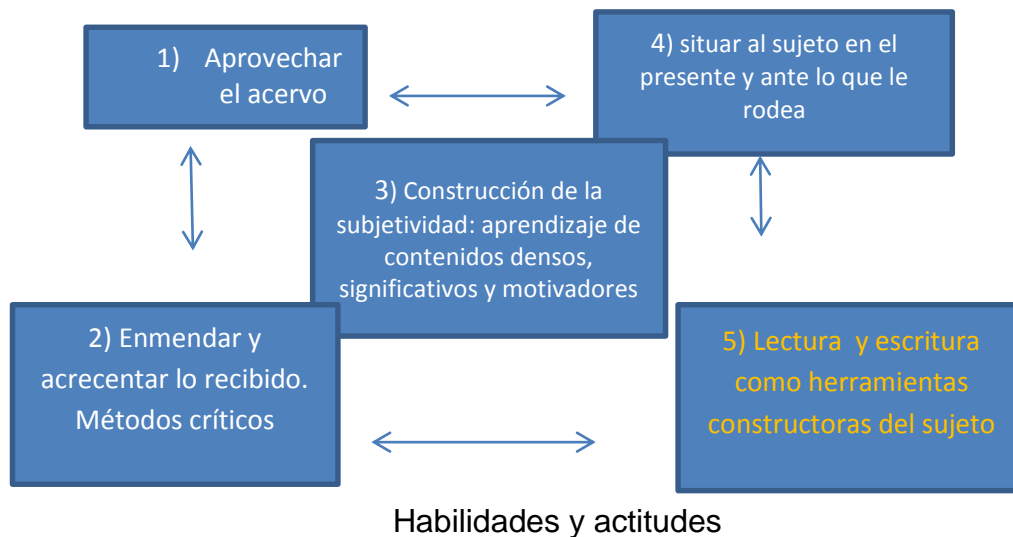 1) Aprovechar
el acervo
4) situar al sujeto en el
presente y ante lo que le
rodea
3) Construcción de la
subjetividad: aprendizaje de
contenidos densos,
significativos y motivadores
2) Enmendar y
acrecentar lo recibido.
Métodos críticos
5) Lectura y escritura
como herramientas
constructoras del sujeto
Habilidades y actitudes